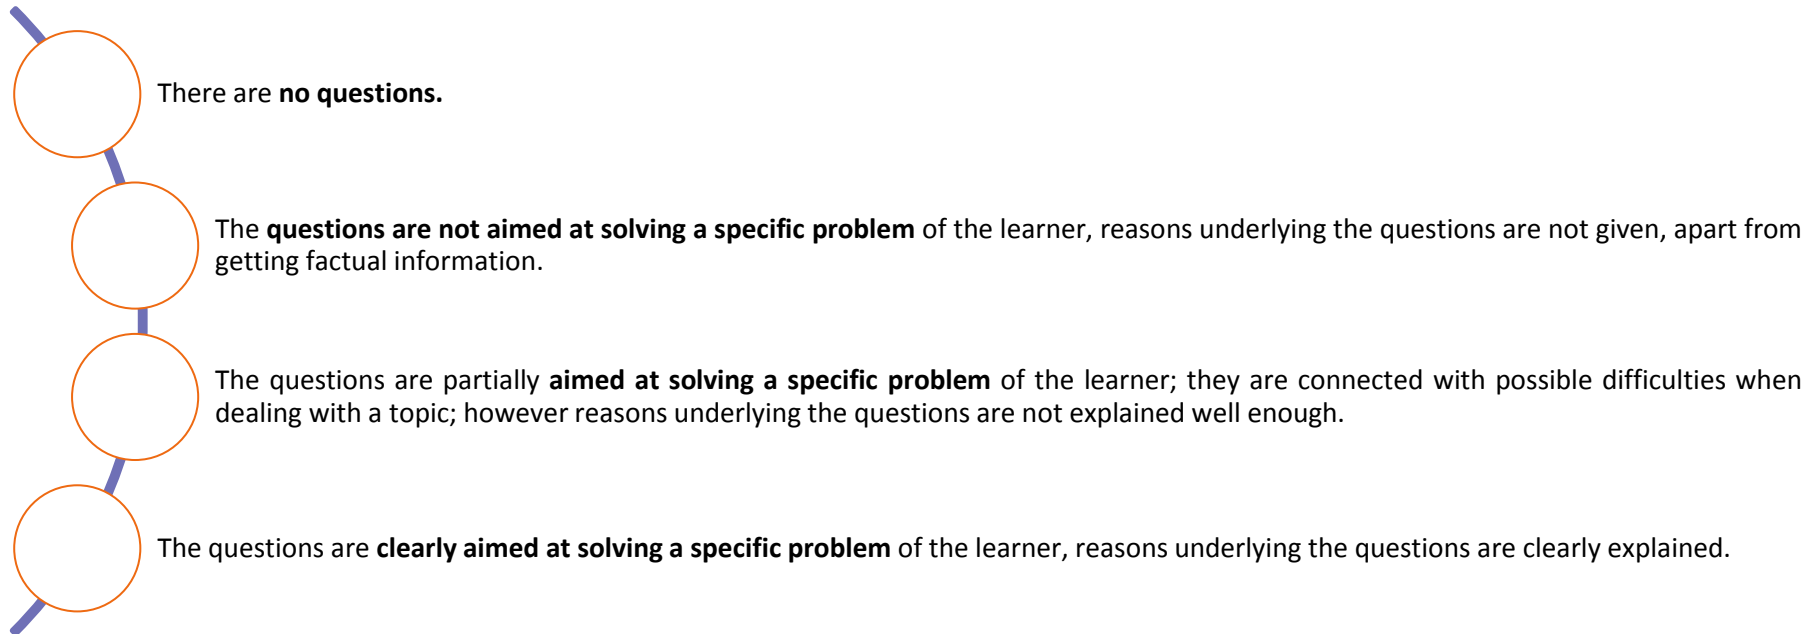 There are no questions.
The questions are not aimed at solving a specific problem of the learner, reasons underlying the questions are not given, apart from
getting factual information.
The questions are partially aimed at solving a specific problem of the learner; they are connected with possible difficulties when
dealing with a topic; however reasons underlying the questions are not explained well enough.
The questions are clearly aimed at solving a specific problem of the learner, reasons underlying the questions are clearly explained.